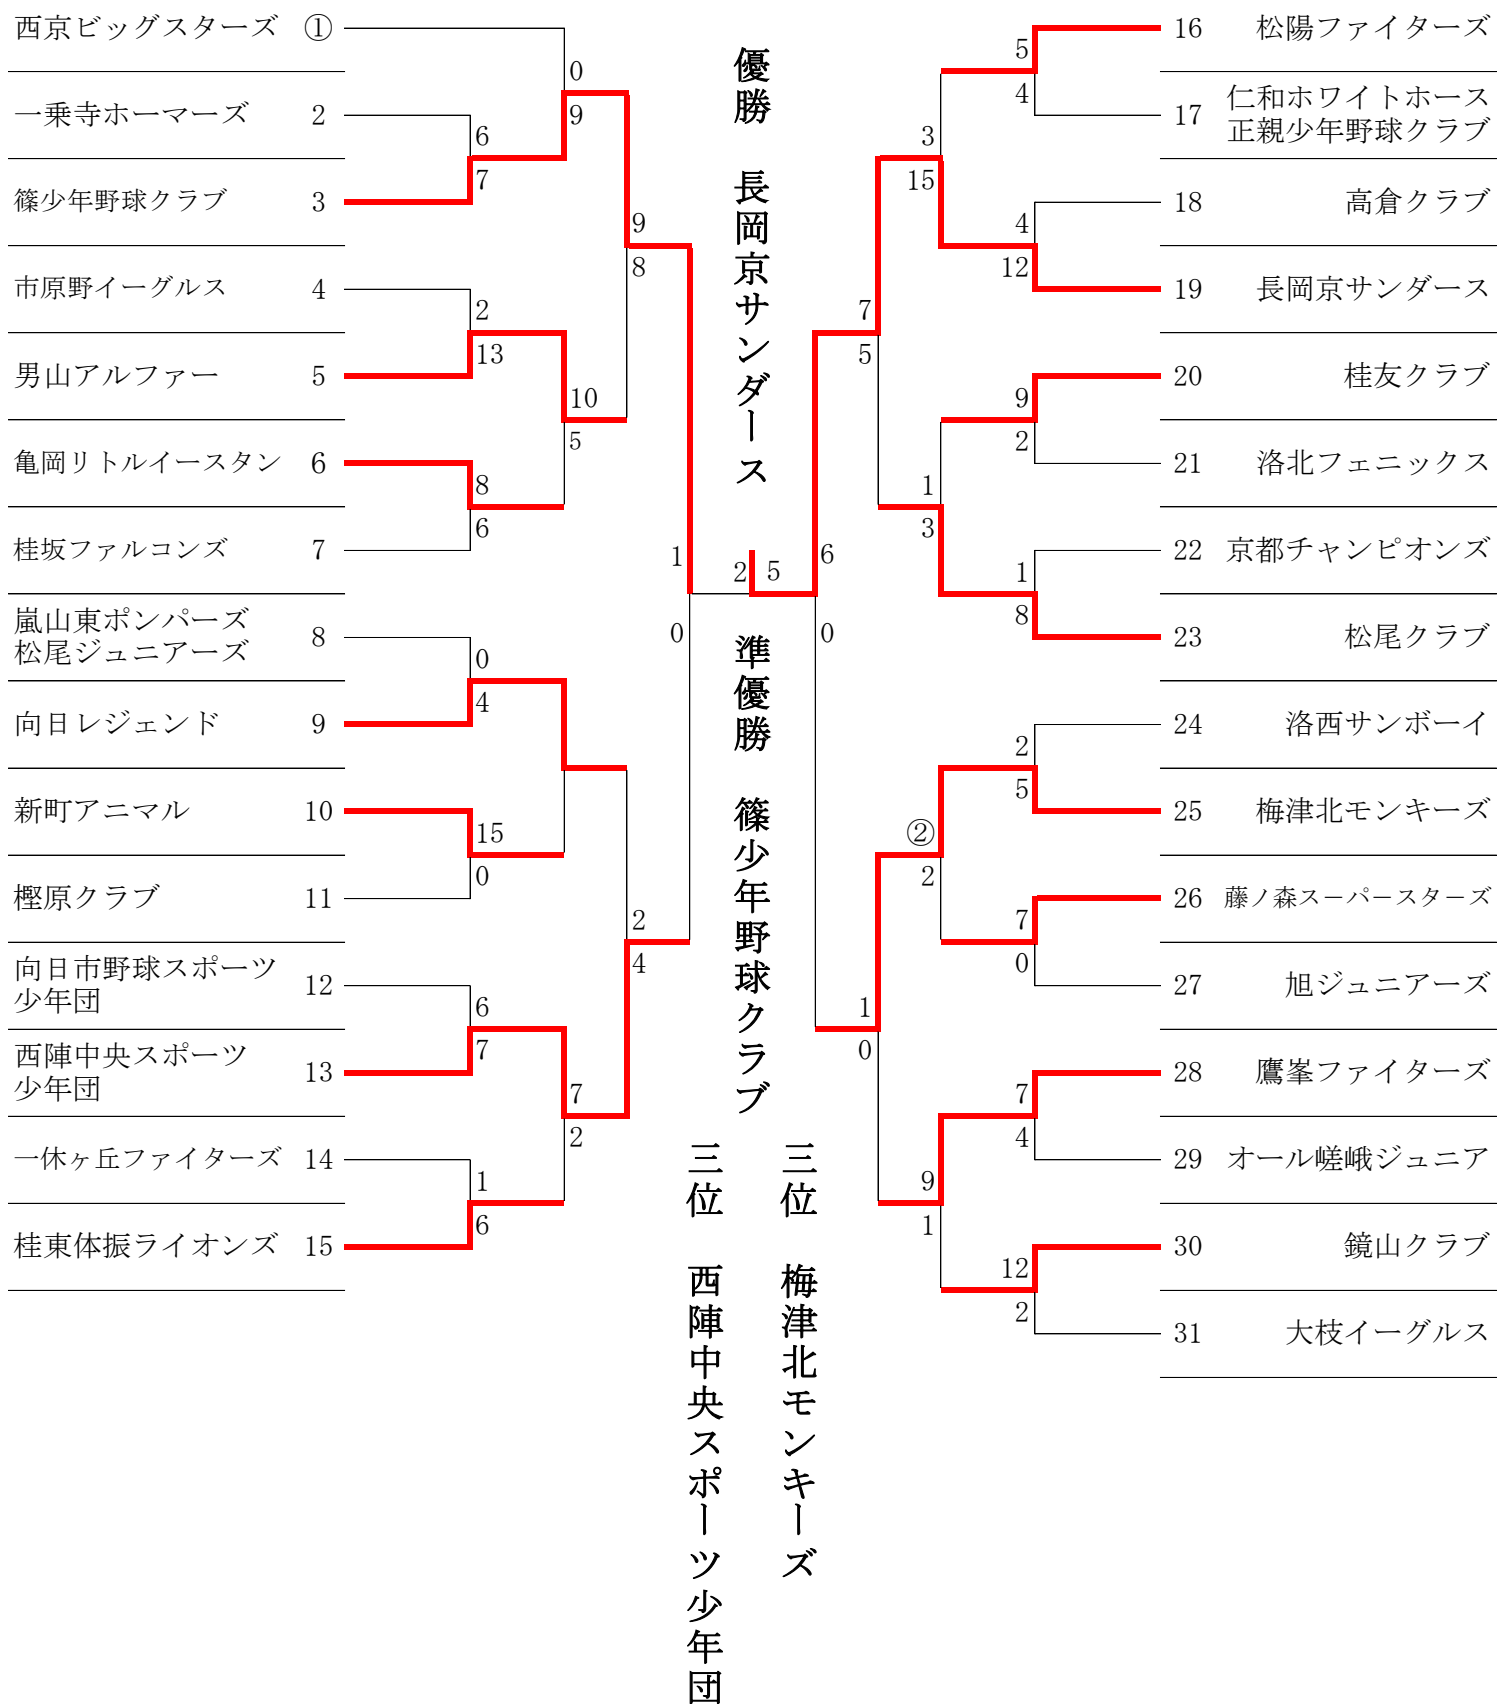 西京ビッグスターズ ①
一乗寺ホーマーズ 2
篠少年野球クラブ 3
市原野イーグルス 4
男山アルファー 5
亀岡リトルイースタン 6
桂坂ファルコンズ 7
嵐山東ポンパーズ
松尾ジュニアーズ
8
向日レジェンド 9
新町アニマル 10
樫原クラブ 11
向日市野球スポーツ
少年団
12
西陣中央スポーツ
少年団
13
一休ヶ丘ファイターズ 14
桂東体振ライオンズ 15
6
7
2
13
8
6
0
4
15
0
6
7
1
6
0
9
10
5
7
2
9
8
2
4
1
0
2
5
優勝 長岡京サンダース
準優勝 篠少年野球クラブ
三位 梅津北モンキーズ
三位 西陣中央スポーツ少年団
6
0
7
5
1
0
3
15
1
3
②
2
9
1
5
4
4
12
9
2
1
8
2
5
7
0
7
4
12
2
16 松陽ファイターズ
17
仁和ホワイトホース
正親少年野球クラブ
18 高倉クラブ
19 長岡京サンダース
20 桂友クラブ
21 洛北フェニックス
22 京都チャンピオンズ
23 松尾クラブ
24 洛西サンボーイ
25 梅津北モンキーズ
26 藤ノ森スーパースターズ
27 旭ジュニアーズ
28 鷹峯ファイターズ
29 オール嵯峨ジュニア
30 鏡山クラブ
31 大枝イーグルス